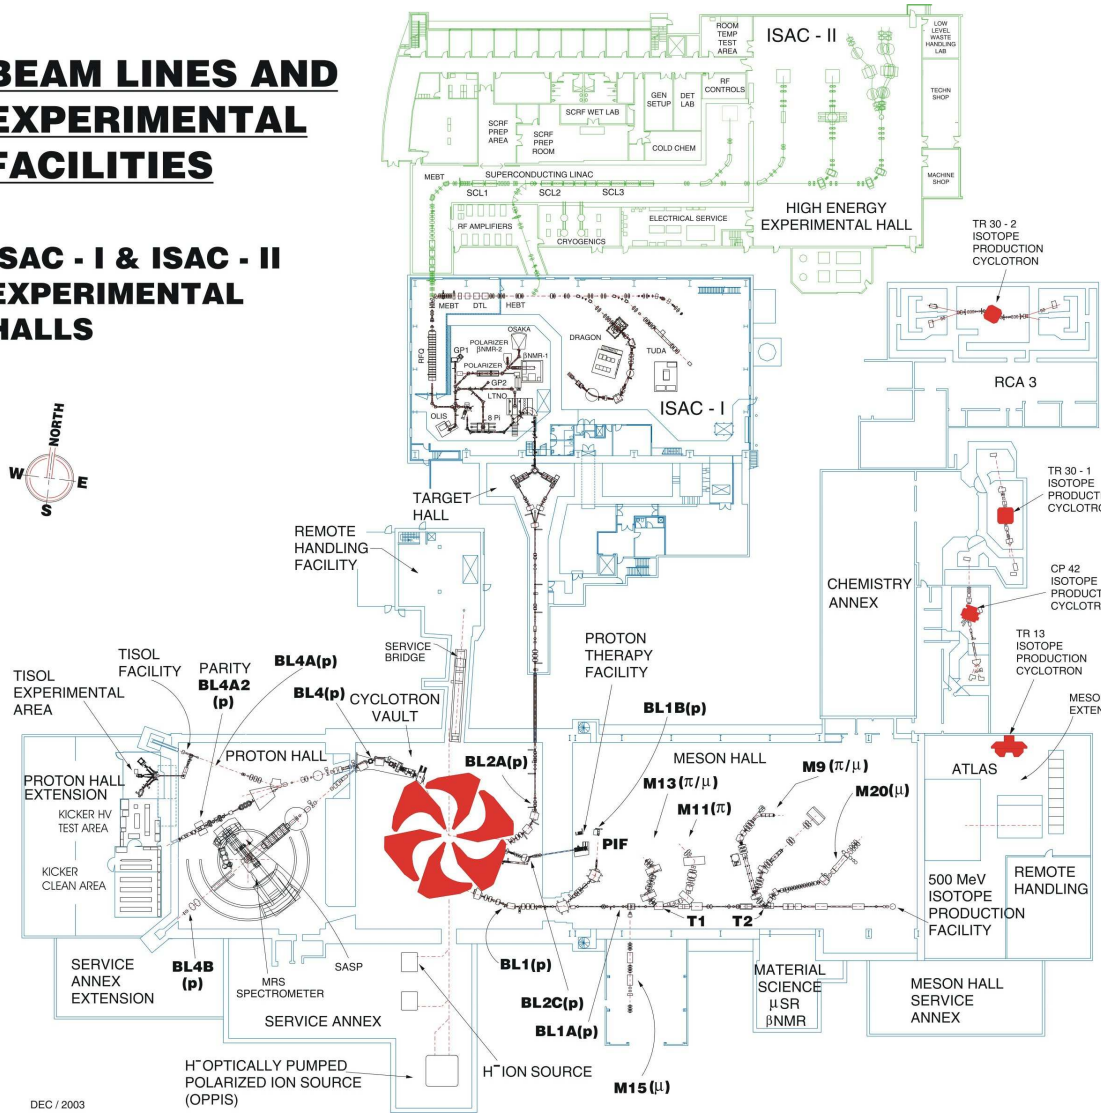 BEAM LINES AND
EXPERIMENTAL
FACILITIES
ISAC - I & ISAC - II
EXPERIMENTAL
HALLS
NORTH
W
E
S
ISAC - II
ROOM
TEMP
TEST
AREA
LOW
LEVEL
WASTE
HANDLING
LAB
RF
CONTROLS
TECHN
SHOP
GEN
SETUP
DET
LAB
SCRF WET LAB
SCRF
PREP
AREA
SCRF
PREP
ROOM
COLD CHEM
MACHINE
SHOP
MEBT
SUPERCONDUCTING LINAC
SCL1
SCL2
SCL3
RF AMPLIFIERS
CRYOGENICS
ELECTRICAL SERVICE
HIGH ENERGY
EXPERIMENTAL HALL
TR 30 - 2
ISOTOPE
PRODUCTION
CYCLOTRON
MEBT
DTL
HEBT
RFQ
GP1
POLARIZER
βNMR-2
OSAKA
βNMR-1
POLARIZER
GP2
LTNO
OLIS
8 Pi
DRAGON
TUDA
ISAC - I
RCA 3
TARGET
HALL
REMOTE
HANDLING
FACILITY
TR 30 - 1
ISOTOPE
PRODUCT
CYCLOTRO
CHEMISTRY
ANNEX
CP 42
ISOTOPE
PRODUCT
CYCLOTRO
TR 13
ISOTOPE
PRODUCTION
CYCLOTRON
MESO
EXTEN
SERVICE
BRIDGE
PROTON
THERAPY
FACILITY
TISOL
FACILITY
TISOL
EXPERIMENTAL
AREA
PARITY
BL4A2
(p)
BL4A(p)
BL4(p)
CYCLOTRON
VAULT
BL1B(p)
PROTON HALL
BL2A(p)
MESON HALL
M13(π/μ)
M11(π)
M9(π/μ)
M20(μ)
ATLAS
PROTON HALL
EXTENSION
KICKER HV
TEST AREA
KICKER
CLEAN AREA
PIF
T1
T2
500 MeV
ISOTOPE
PRODUCTION
FACILITY
REMOTE
HANDLING
SERVICE
ANNEX
EXTENSION
BL4B
(p)
MRS
SPECTROMETER
SASP
SERVICE ANNEX
BL1(p)
BL2C(p)
BL1A(p)
MATERIAL
SCIENCE
μSR
βNMR
MESON HALL
SERVICE
ANNEX
H⁻OPTICALLY PUMPED
POLARIZED ION SOURCE
(OPPIS)
H⁻ION SOURCE
M15(μ)
DEC / 2003